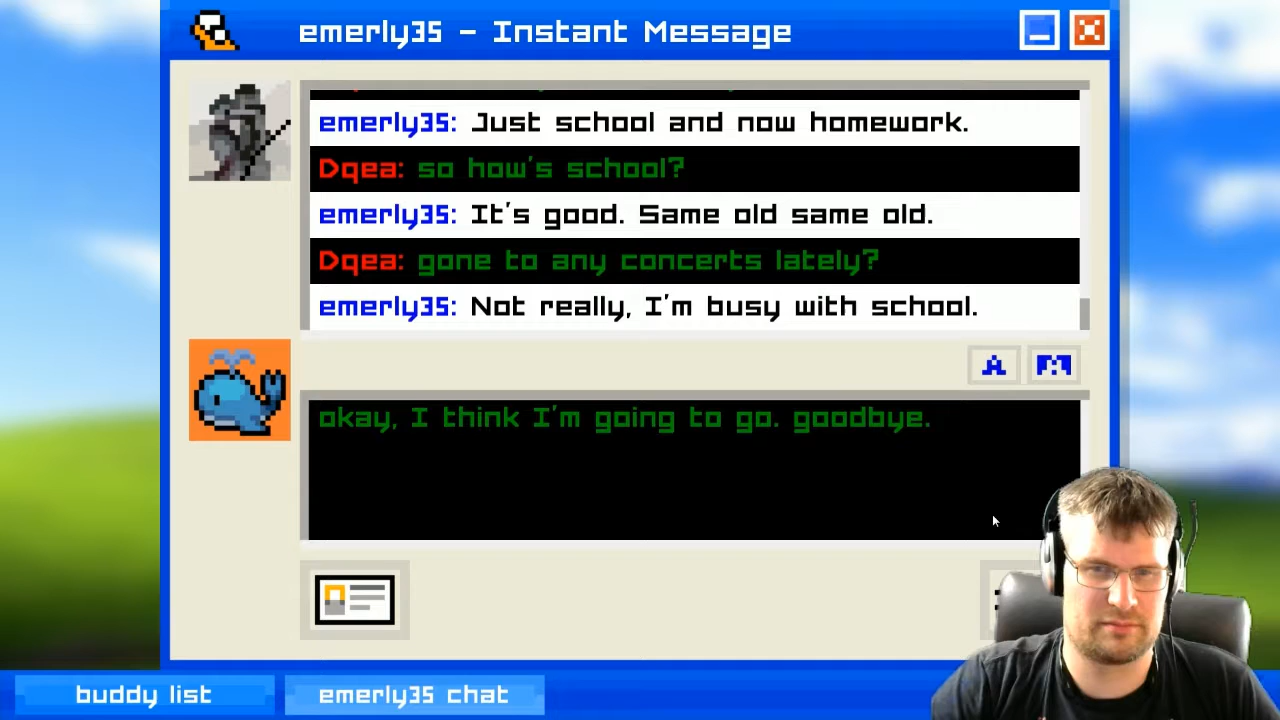 emerly35 - Instant Message
emerly35: Just school and now homework.
Dqea: so how's school?
emerly35: It's good. Same old same old.
Dqea: gone to any concerts lately?
emerly35: Not really, I'm busy with school.
A
okay, I think I'm going to go. goodbye.
buddy list
emerly35 chat